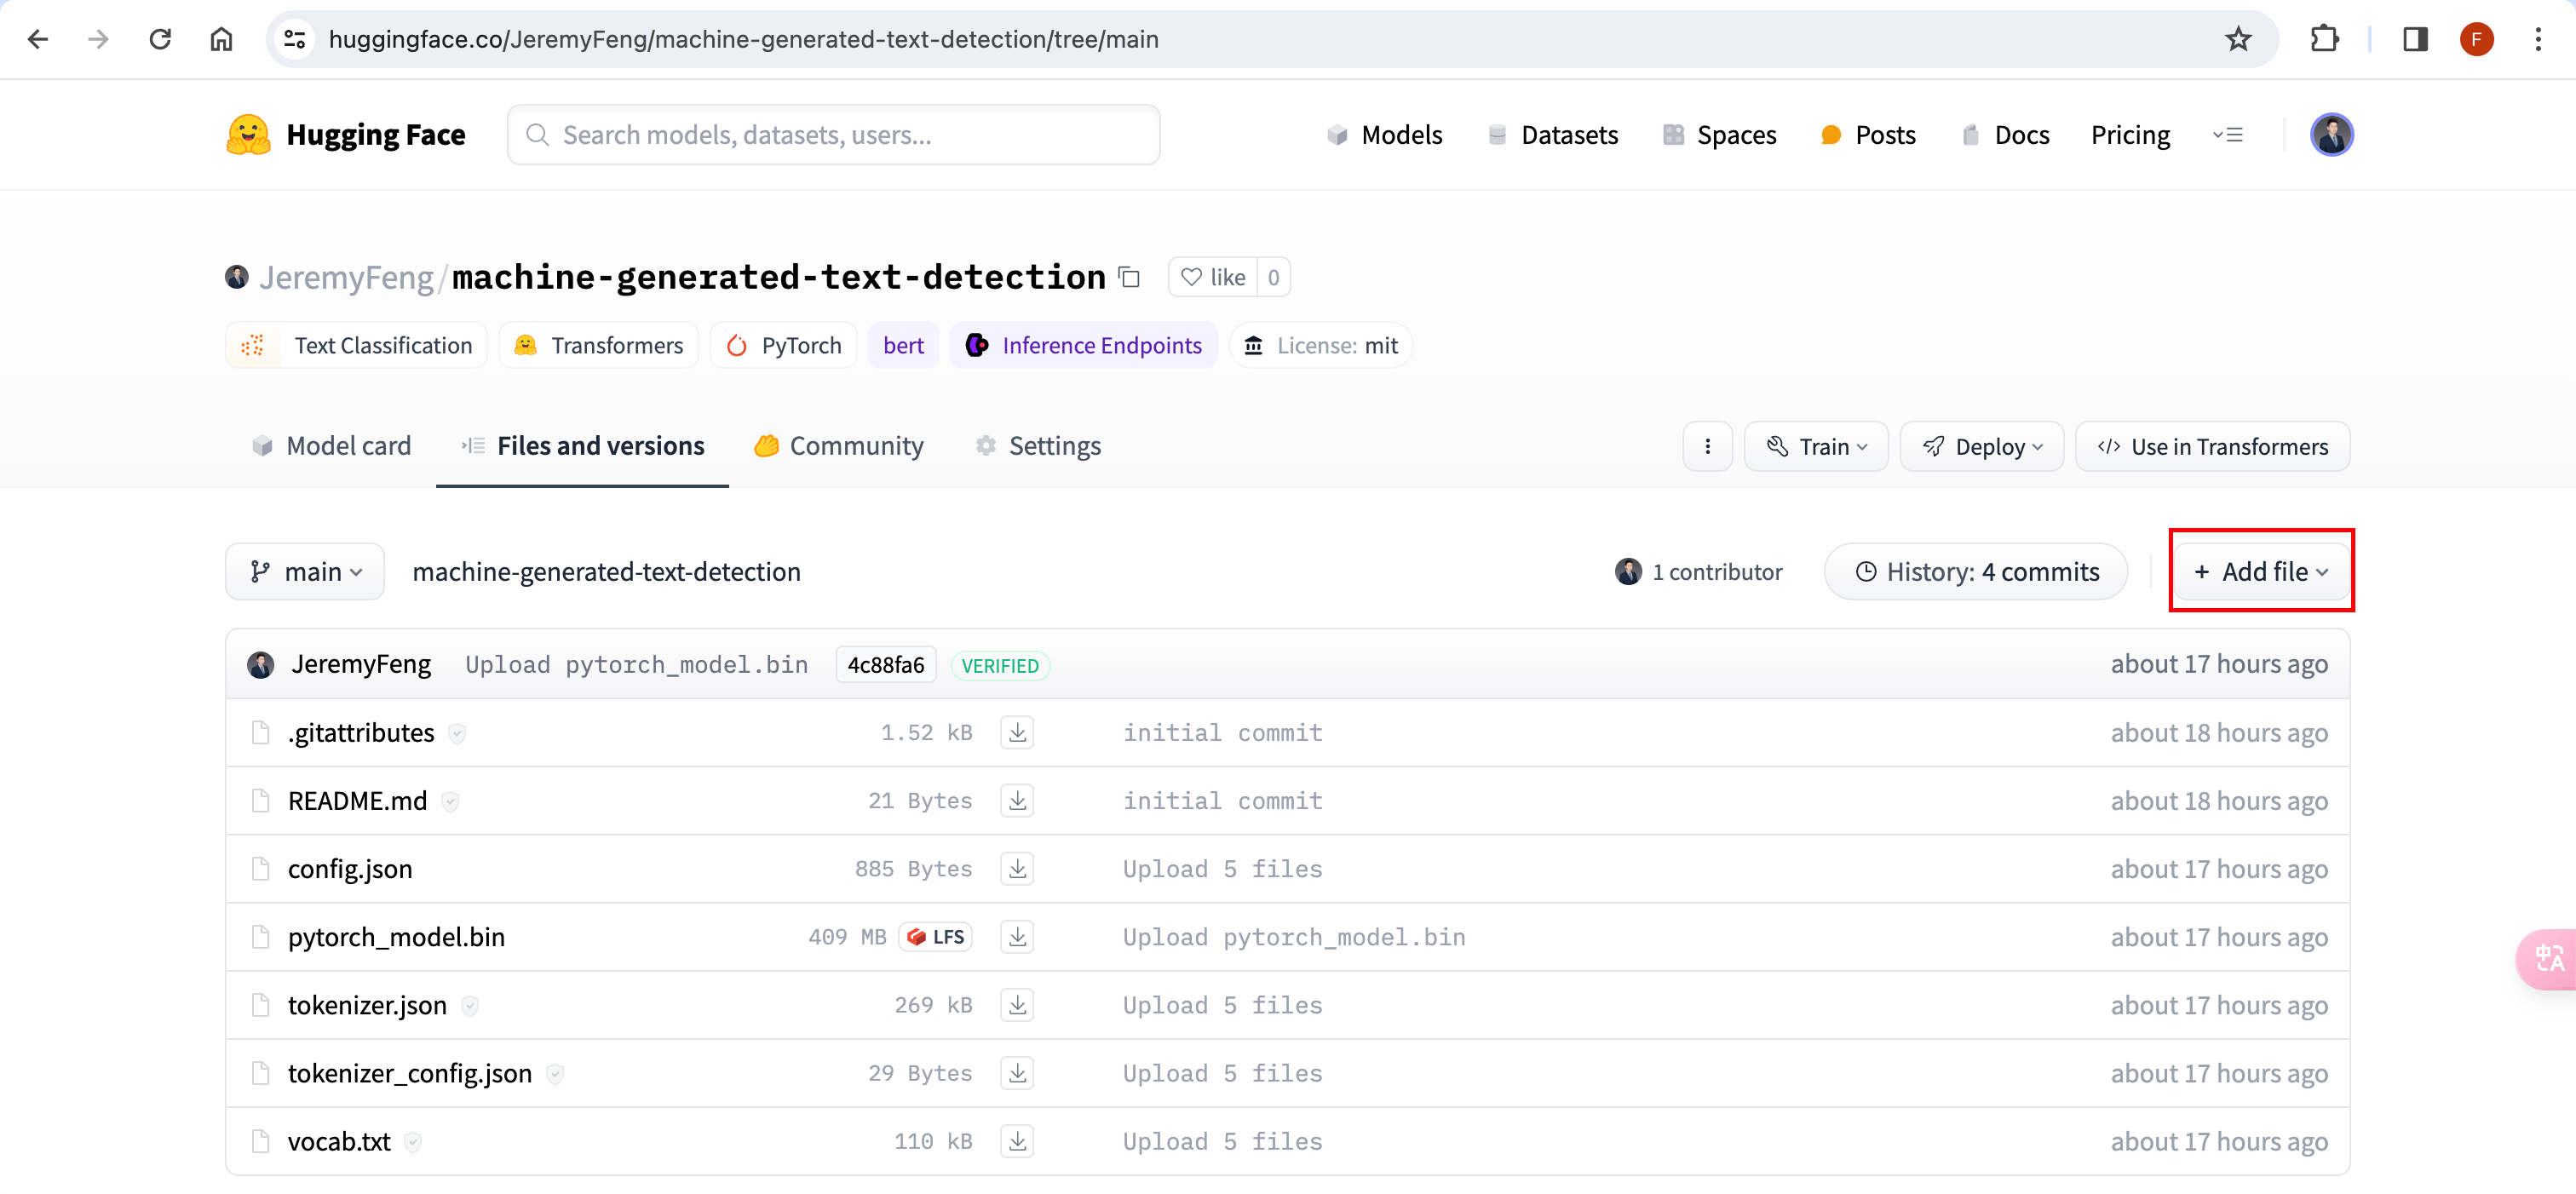 huggingface.co/JeremyFeng/machine-generated-text-detection/tree/main
F
Hugging Face
Search models, datasets, users...
Models
Datasets
Spaces
Posts
Docs
Pricing
JeremyFeng/machine-generated-text-detection
like
0
Text Classification
Transformers
PyTorch
bert
Inference Endpoints
License: mit
Model card
Files and versions
Community
Settings
Train
Deploy
</> Use in Transformers
main
machine-generated-text-detection
1 contributor
History: 4 commits
+ Add file
JeremyFeng Upload pytorch_model.bin 4c88fa6 VERIFIED about 17 hours ago
.gitattributes 1.52 kB initial commit about 18 hours ago
README.md 21 Bytes initial commit about 18 hours ago
config.json 885 Bytes Upload 5 files about 17 hours ago
pytorch_model.bin 409 MB LFS Upload pytorch_model.bin about 17 hours ago
中A
tokenizer.json 269 kB Upload 5 files about 17 hours ago
tokenizer_config.json 29 Bytes Upload 5 files about 17 hours ago
vocab.txt 110 kB Upload 5 files about 17 hours ago